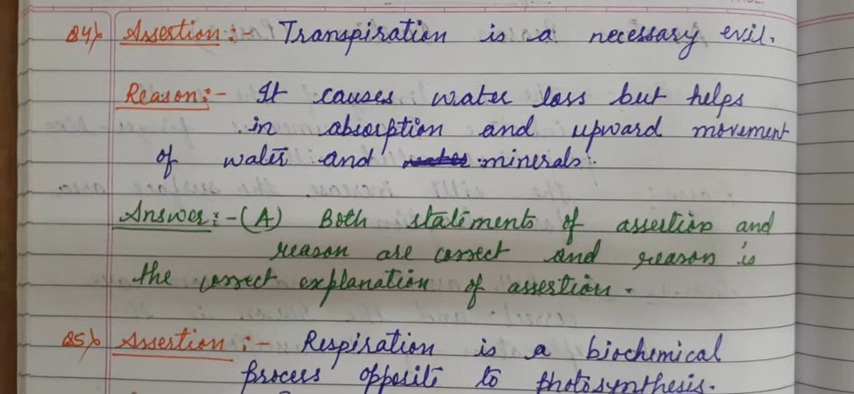 84% Assertion:- Transpiration is a necessary evil.
Reason:- It causes water loss but helps
in absorption and upward movement
of water and minerals.
Answer:-(A) Both statements of assertion and
reason are correct and reason is
the correct explanation of assertion.
85% Assertion:- Respiration is a biochemical
process opposite to photosynthesis.